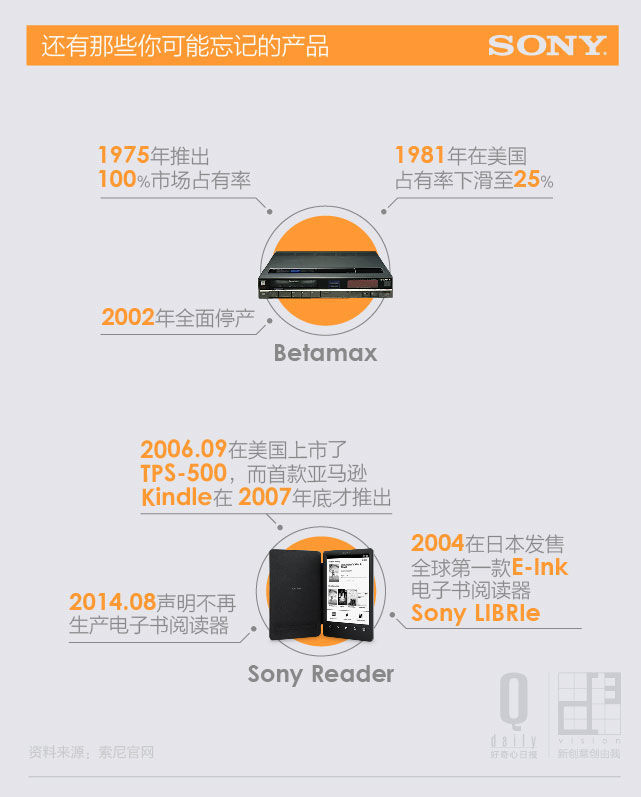 还有那些你可能忘记的产品
SONY
1975年推出
100%市场占有率
1981年在美国
占有率下滑至25%
2002年全面停产
Betamax
2006.09在美国上市了
TPS-500，而首款亚马逊
Kindle在 2007年底才推出
2004在日本发售
全球第一款E-Ink
电子书阅读器
Sony LIBRIe
2014.08声明不再
生产电子书阅读器
Sony Reader
Q
daily
好奇心日报
vision
新创慧创由我
资料来源：索尼官网